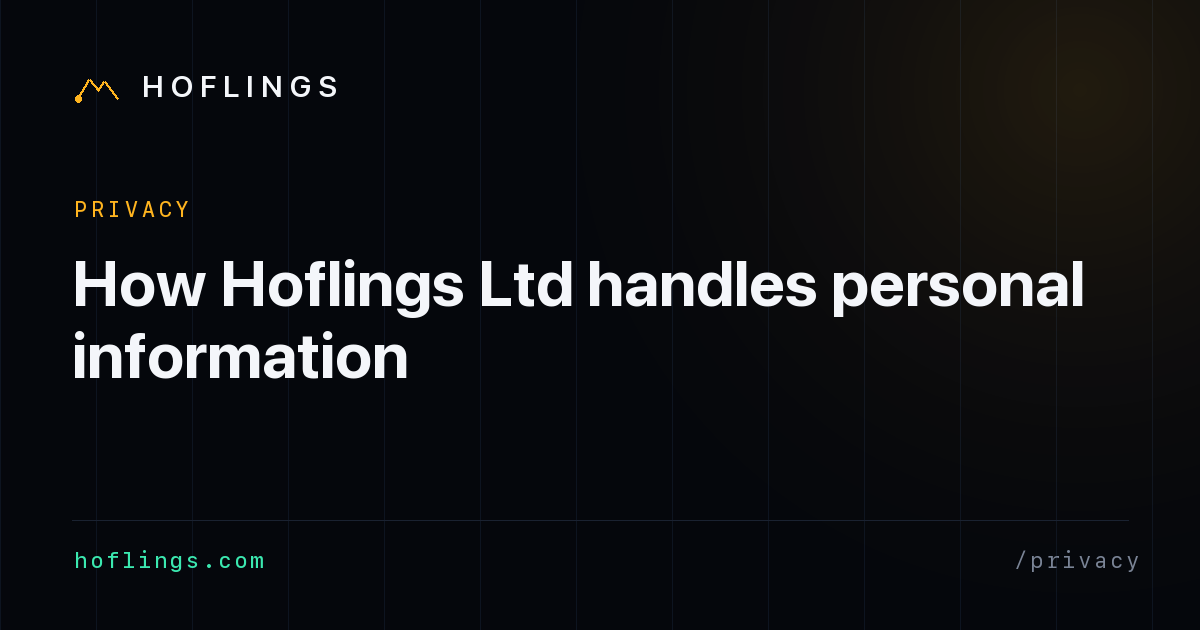 HOFLINGS
PRIVACY
How Hoflings Ltd handles personal
information
hoflings.com
/privacy